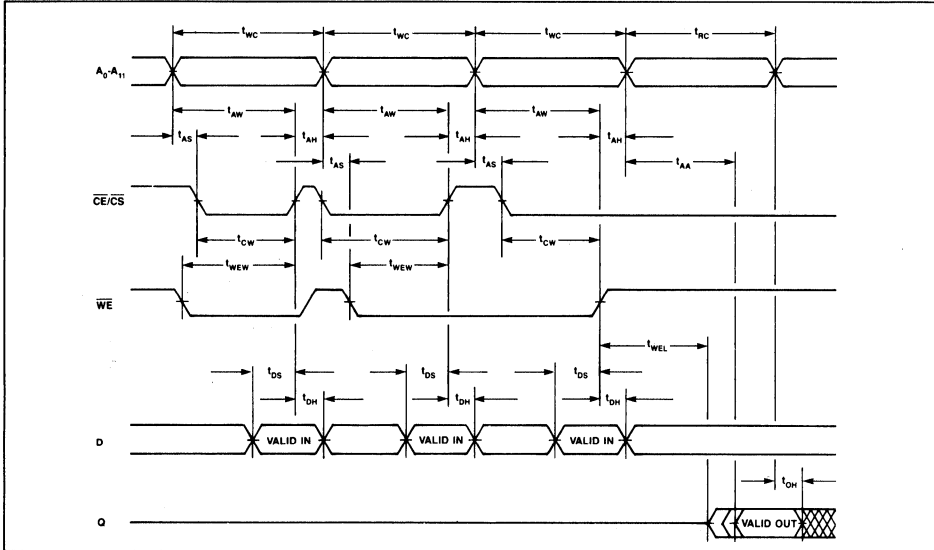 tWC tWC tWC tRC
A0-A11
tAW tAW tAW
tAS tAH tAH tAH
tAS tAS tAA
CE/CS
tCW tCW tCW
tWEW tWEW
WE
tWEL
tDS tDS tDS
tDH tDH tDH
D VALID IN VALID IN VALID IN
tOH
Q VALID OUT